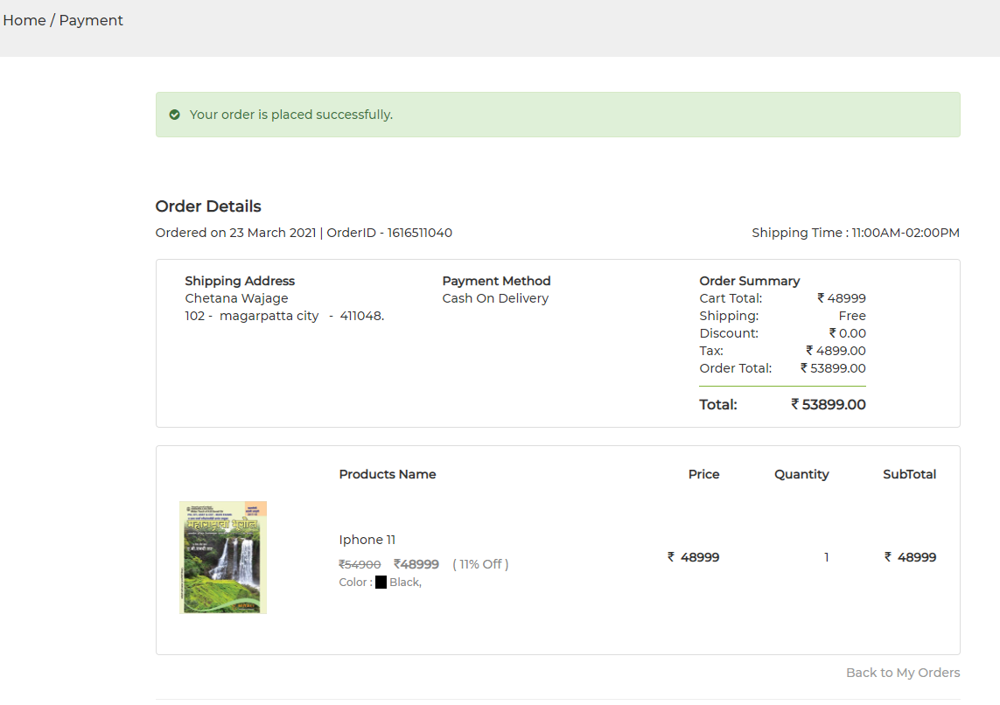 Home / Payment
Your order is placed successfully.
Order Details
Ordered on 23 March 2021 | OrderID - 1616511040
Shipping Time : 11:00AM-02:00PM
Shipping Address
Chetana Wajage
102 - magarpatta city - 411048.
Payment Method
Cash On Delivery
Order Summary
Cart Total: ₹ 48999
Shipping: Free
Discount: ₹ 0.00
Tax: ₹ 4899.00
Order Total: ₹ 53899.00
Total: ₹ 53899.00
Products Name Price Quantity SubTotal
महाराष्ट्राचा भूगोल
Iphone 11
₹54900 ₹48999 ( 11% Off )
Color : Black,
₹ 48999 1 ₹ 48999
Back to My Orders